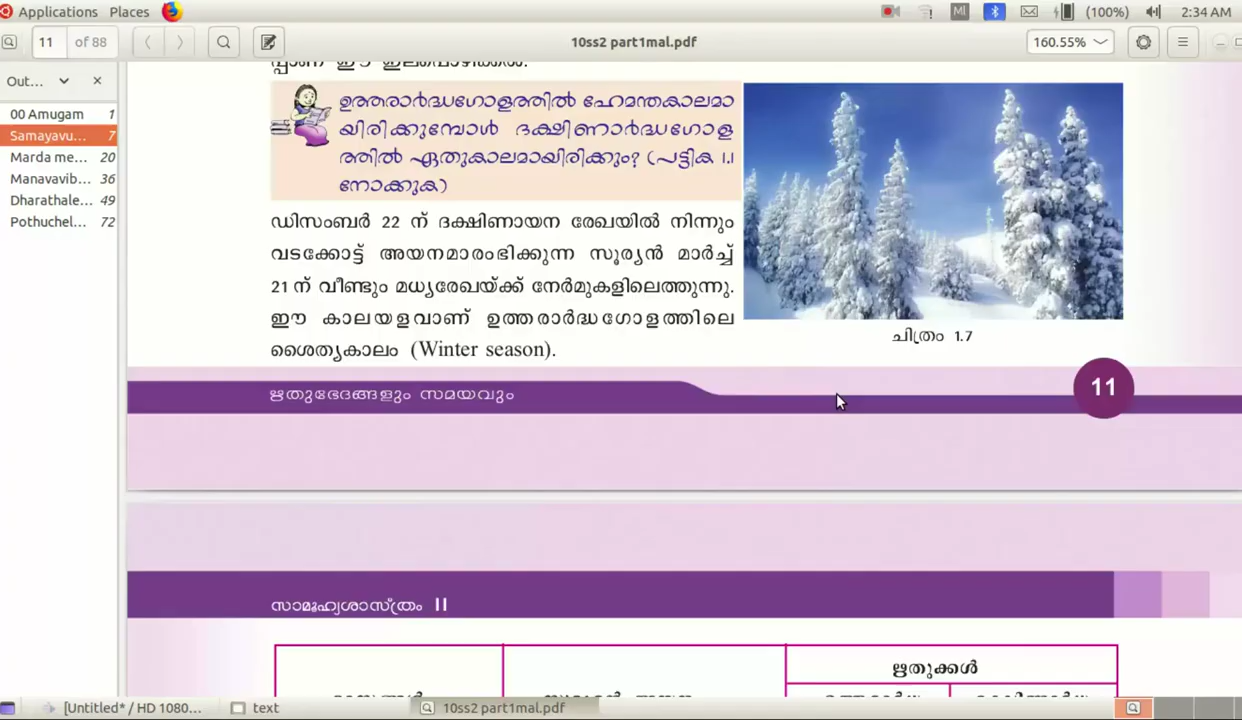 Applications Places MI (100%) 2:34 AM
11 of 88 10ss2 part1mal.pdf 160.55%
Out...
00 Amugam 1
Samayavu... 7
Marda me... 20
Manavavib... 36
Dharathale... 49
Pothuchel... 72
പ്പാണ് ഈ ഇലപൊഴിക്കൽ.
ഉത്തരാർദ്ധഗോളത്തിൽ ഹേമന്തകാലമാ
യിരിക്കുമ്പോൾ ദക്ഷിണാർദ്ധഗോള
ത്തിൽ ഏതുകാലമായിരിക്കും? (പട്ടിക 1.1
നോക്കുക)
ഡിസംബർ 22 ന് ദക്ഷിണായന രേഖയിൽ നിന്നും
വടക്കോട്ട് അയനമാരംഭിക്കുന്ന സൂര്യൻ മാർച്ച്
21 ന് വീണ്ടും മധ്യരേഖയ്ക്ക് നേർമുകളിലെത്തുന്നു.
ഈ കാലയളവാണ് ഉത്തരാർദ്ധഗോളത്തിലെ
ശൈത്യകാലം (Winter season).
ചിത്രം 1.7
ഋതുഭേദങ്ങളും സമയവും
11
സാമൂഹ്യശാസ്ത്രം II
ഋതുക്കൾ
[Untitled* / HD 1080... text 10ss2 part1mal.pdf